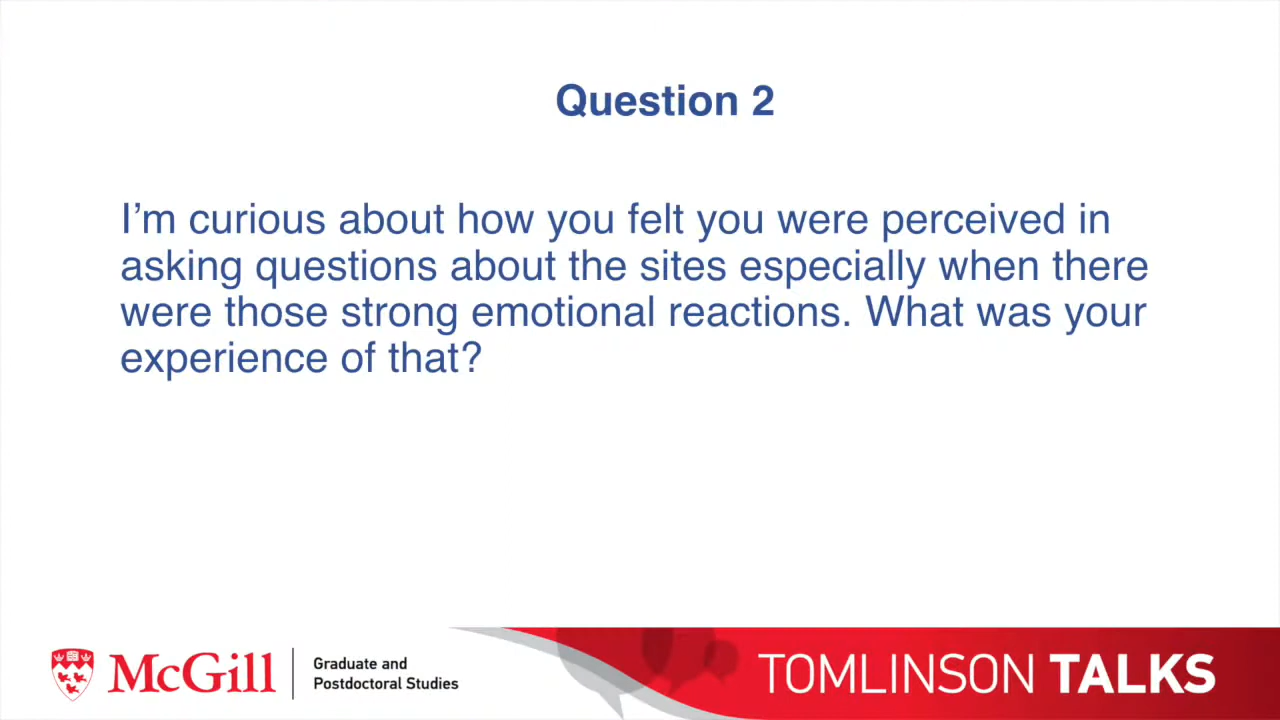 Question 2
I’m curious about how you felt you were perceived in
asking questions about the sites especially when there
were those strong emotional reactions. What was your
experience of that?
McGill
Graduate and
Postdoctoral Studies
TOMLINSON TALKS